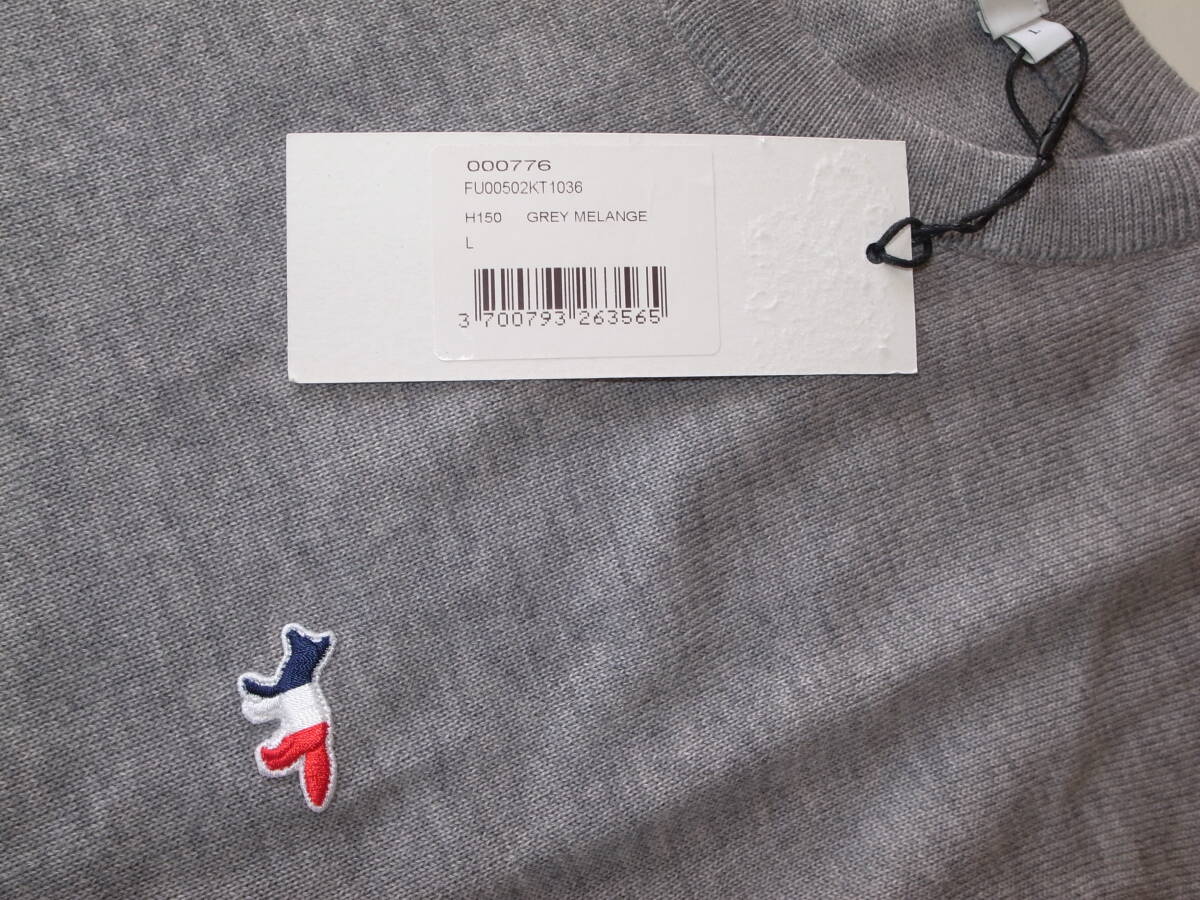 000776
FU00502KT1036
H150 GREY MELANGE
L
3 700793 263565